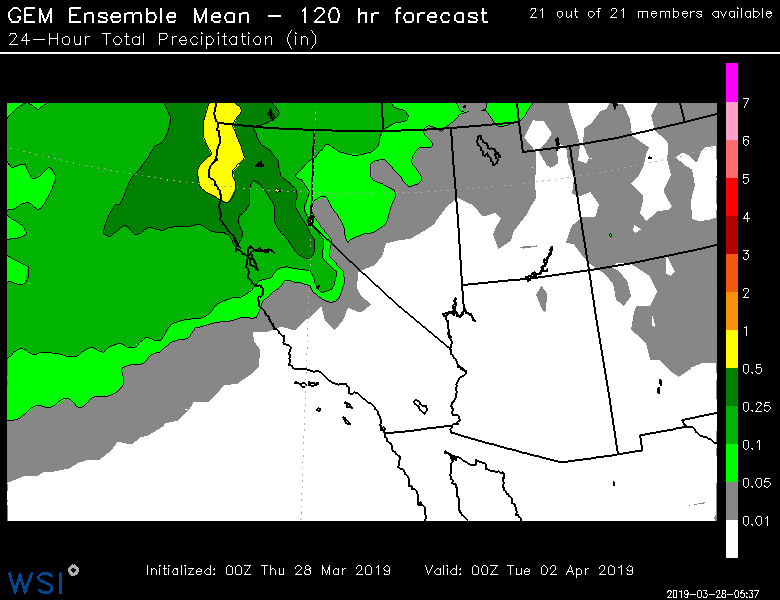 GEM Ensemble Mean - 120 hr forecast
21 out of 21 members available
24-Hour Total Precipitation (in)
7
6
5
4
3
2
1
0.5
0.25
0.1
0.05
0.01
Initialized: 00Z Thu 28 Mar 2019
Valid: 00Z Tue 02 Apr 2019
WSI
2019-03-28-05:37